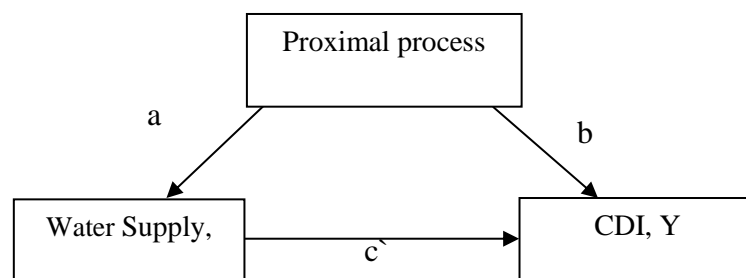 Proximal process
a
b
Water Supply,
CDI, Y
c`